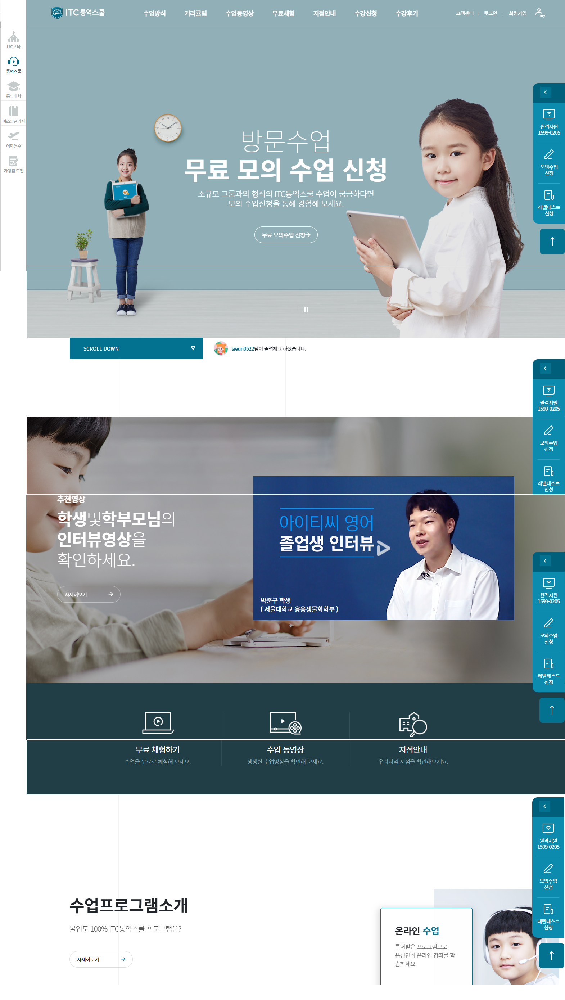 ITC 통역스쿨
수업방식
커리큘럼
수업동영상
무료체험
지점안내
수강신청
수강후기
고객센터
로그인
회원가입
my
ITC교육
통역스쿨
통역대학
비즈잉글리시
어학연수
가맹점 모집
방문수업
무료 모의 수업 신청
소규모 그룹과외 형식의 ITC통역스쿨 수업이 궁금하다면
모의 수업신청을 통해 경험해 보세요.
무료 모의수업 신청
원격지원
1599-0205
모의수업
신청
레벨테스트
신청
SCROLL DOWN
sieun0522님이 출석체크 하셨습니다.
원격지원
1599-0205
모의수업
신청
레벨테스트
신청
추천영상
학생및학부모님의
인터뷰영상을
확인하세요.
자세히보기
아이티씨 영어
졸업생 인터뷰
박준구 학생
( 서울대학교 응용생물화학부 )
원격지원
1599-0205
모의수업
신청
레벨테스트
신청
무료 체험하기
수업을 무료로 체험해 보세요.
수업 동영상
생생한 수업영상을 확인해 보세요.
지점안내
우리지역 지점을 확인해보세요.
원격지원
1599-0205
모의수업
신청
레벨테스트
신청
수업프로그램소개
몰입도 100% ITC통역스쿨 프로그램은?
자세히보기
온라인 수업
특허받은 프로그램으로
음성인식 온라인 강좌를 학
습하세요.